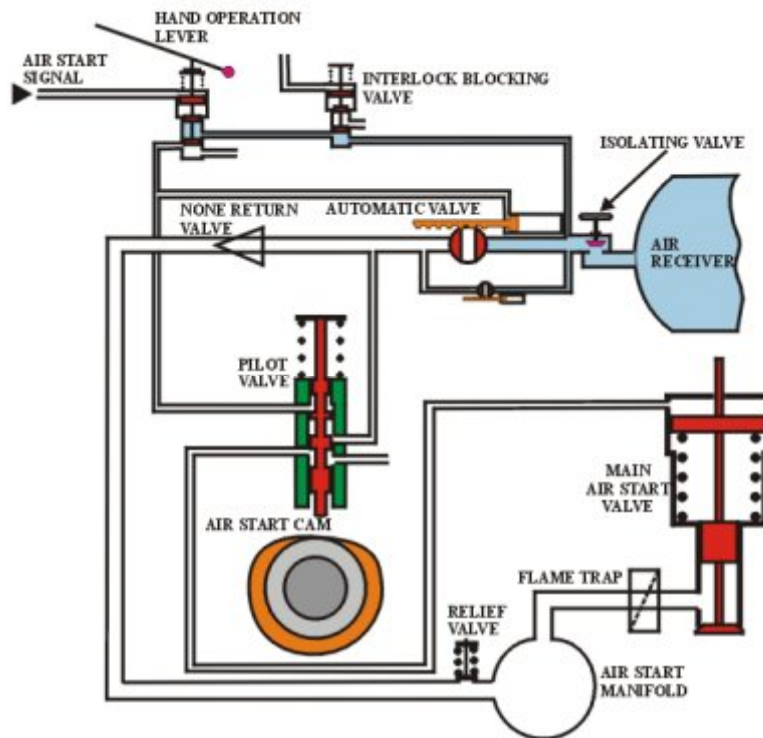 HAND OPERATION
LEVER
AIR START
SIGNAL
INTERLOCK BLOCKING
VALVE
ISOLATING VALVE
NONE RETURN
VALVE
AUTOMATIC VALVE
AIR
RECEIVER
PILOT
VALVE
MAIN
AIR START
VALVE
AIR START CAM
FLAME TRAP
RELIEF
VALVE
AIR START
MANIFOLD